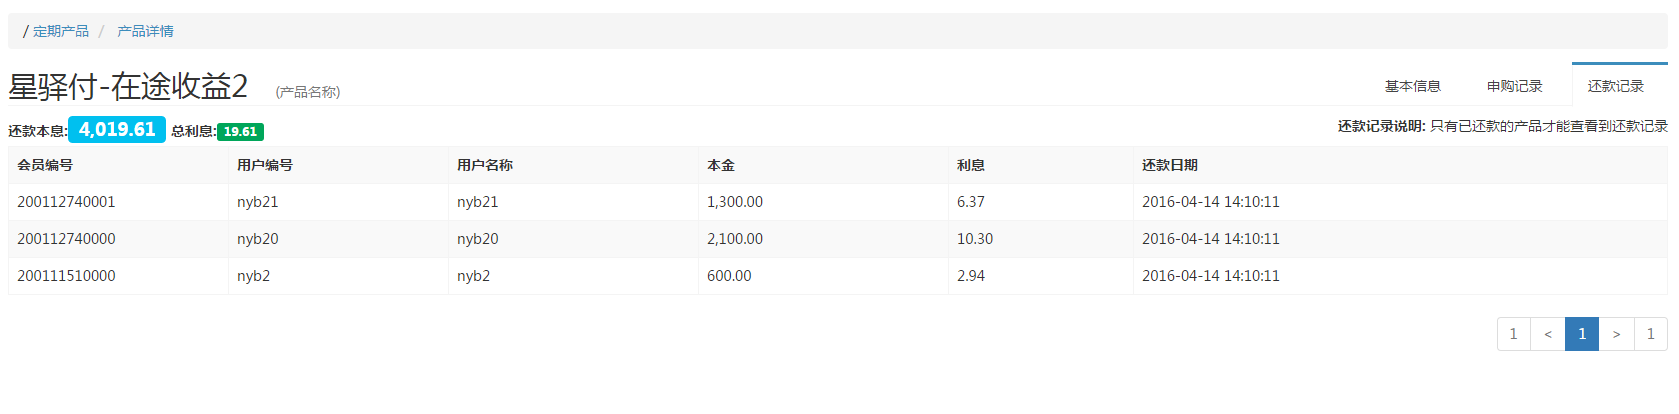 / 定期产品 / 产品详情
星驿付-在途收益2 (产品名称) 基本信息 申购记录 还款记录
还款本息:4,019.61 总利息:19.61 还款记录说明: 只有已还款的产品才能查看到还款记录
会员编号 用户编号 用户名称 本金 利息 还款日期
200112740001 nyb21 nyb21 1,300.00 6.37 2016-04-14 14:10:11
200112740000 nyb20 nyb20 2,100.00 10.30 2016-04-14 14:10:11
200111510000 nyb2 nyb2 600.00 2.94 2016-04-14 14:10:11
1 < 1 > 1